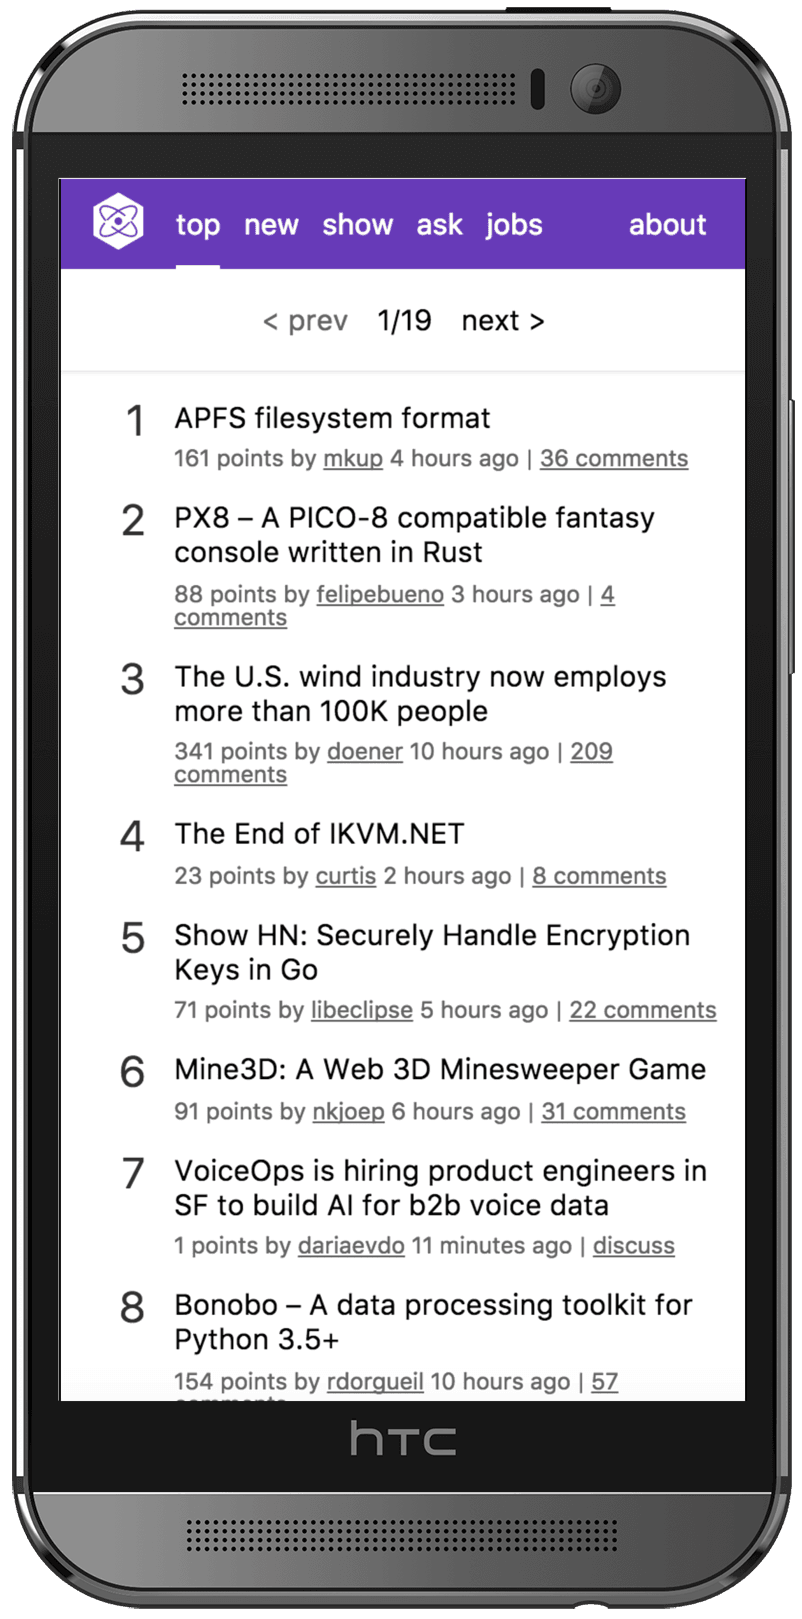 top new show ask jobs about
< prev 1/19 next >
1 APFS filesystem format
161 points by mkup 4 hours ago | 36 comments
2 PX8 – A PICO-8 compatible fantasy
console written in Rust
88 points by felipebueno 3 hours ago | 4
comments
3 The U.S. wind industry now employs
more than 100K people
341 points by doener 10 hours ago | 209
comments
4 The End of IKVM.NET
23 points by curtis 2 hours ago | 8 comments
5 Show HN: Securely Handle Encryption
Keys in Go
71 points by libeclipse 5 hours ago | 22 comments
6 Mine3D: A Web 3D Minesweeper Game
91 points by nkjoep 6 hours ago | 31 comments
7 VoiceOps is hiring product engineers in
SF to build AI for b2b voice data
1 points by dariaevdo 11 minutes ago | discuss
8 Bonobo – A data processing toolkit for
Python 3.5+
154 points by rdorgueil 10 hours ago | 57
hTC